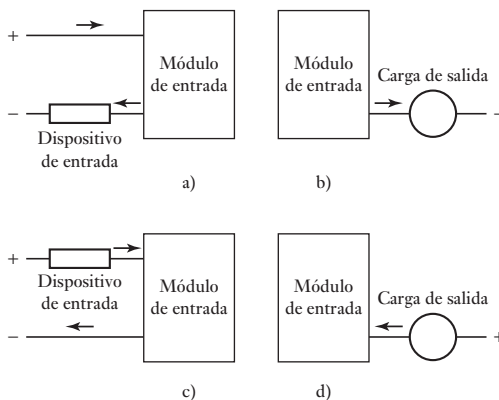 +
Módulo
de entrada
−
Dispositivo
de entrada
a)
Módulo
de entrada
Carga de salida
−
b)
+
Dispositivo
de entrada
Módulo
de entrada
−
c)
Módulo
de entrada
Carga de salida
+
d)